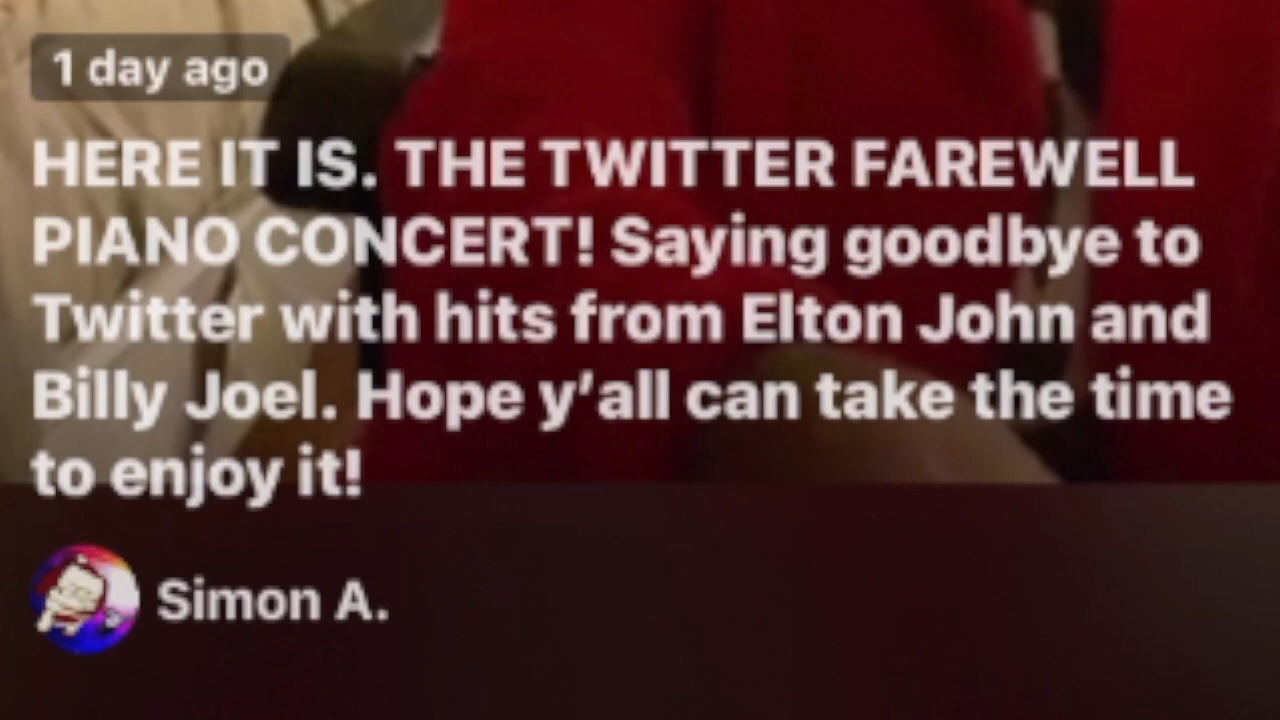 1 day ago
HERE IT IS. THE TWITTER FAREWELL
PIANO CONCERT! Saying goodbye to
Twitter with hits from Elton John and
Billy Joel. Hope y’all can take the time
to enjoy it!
Simon A.